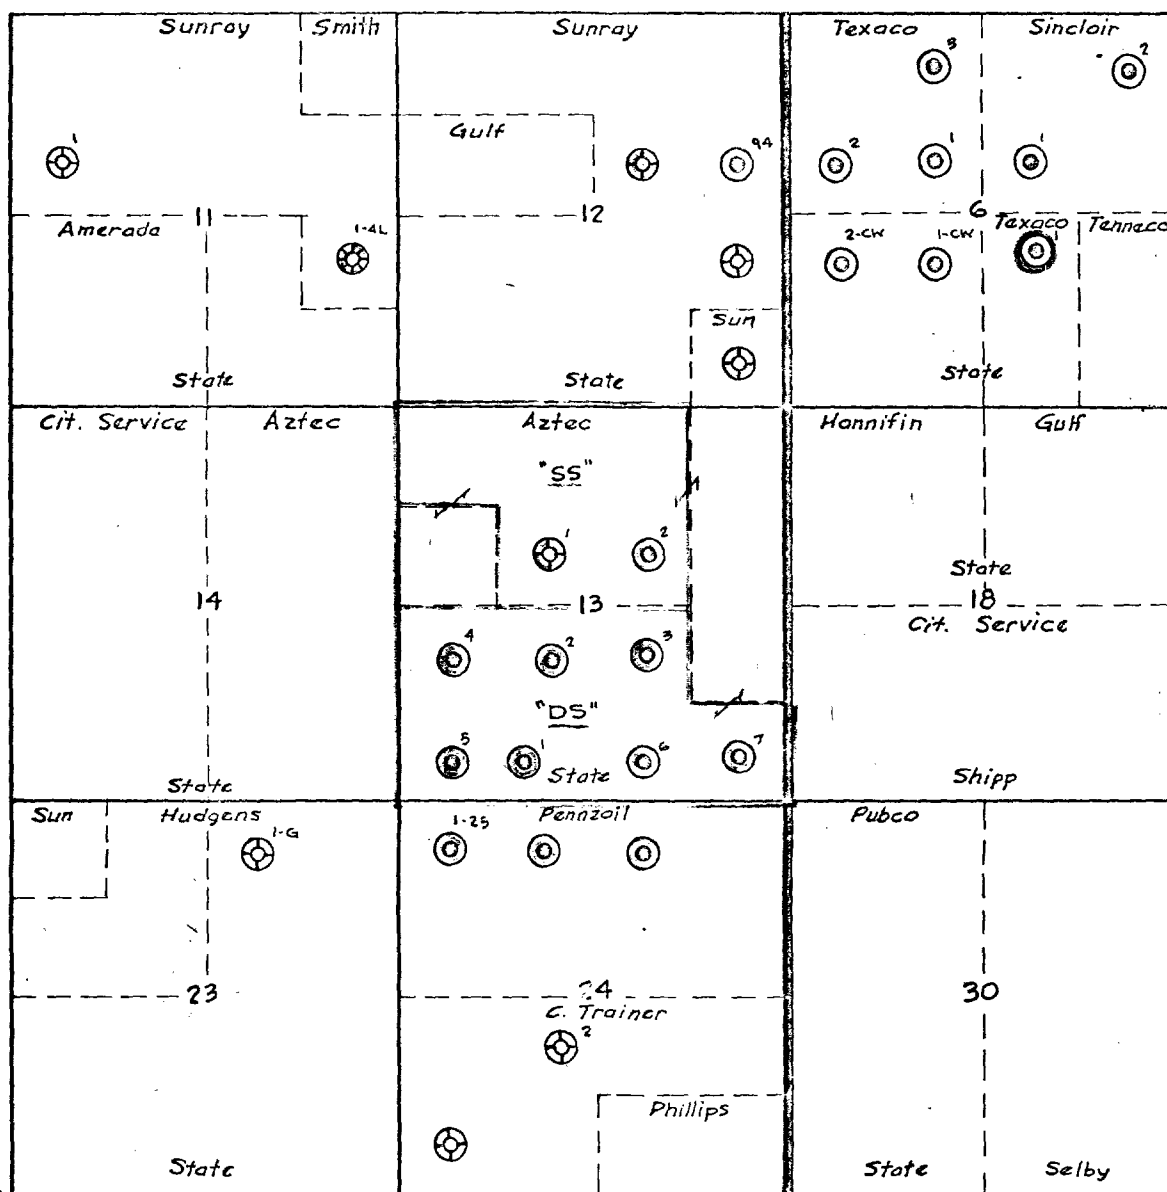 Sunray Smith Sunray Texaco Sincloir
3
2
Gulf
1 94 2 1 1
11 12 6
Amerada Texaco Tenneco
1-4L 2-CW 1-CW 1
Sun
State State State
Cit. Service Aztec Aztec Hannifin Gulf
"SS"
1 2
State
14 13 18
Cit. Service
4 2 3
"DS"
5 1 6 7
State State Shipp
Sun Hudgens Pennzoil Pubco
1-G 1-25
23 24 30
C. Trainer
2
Phillips
State State Selby